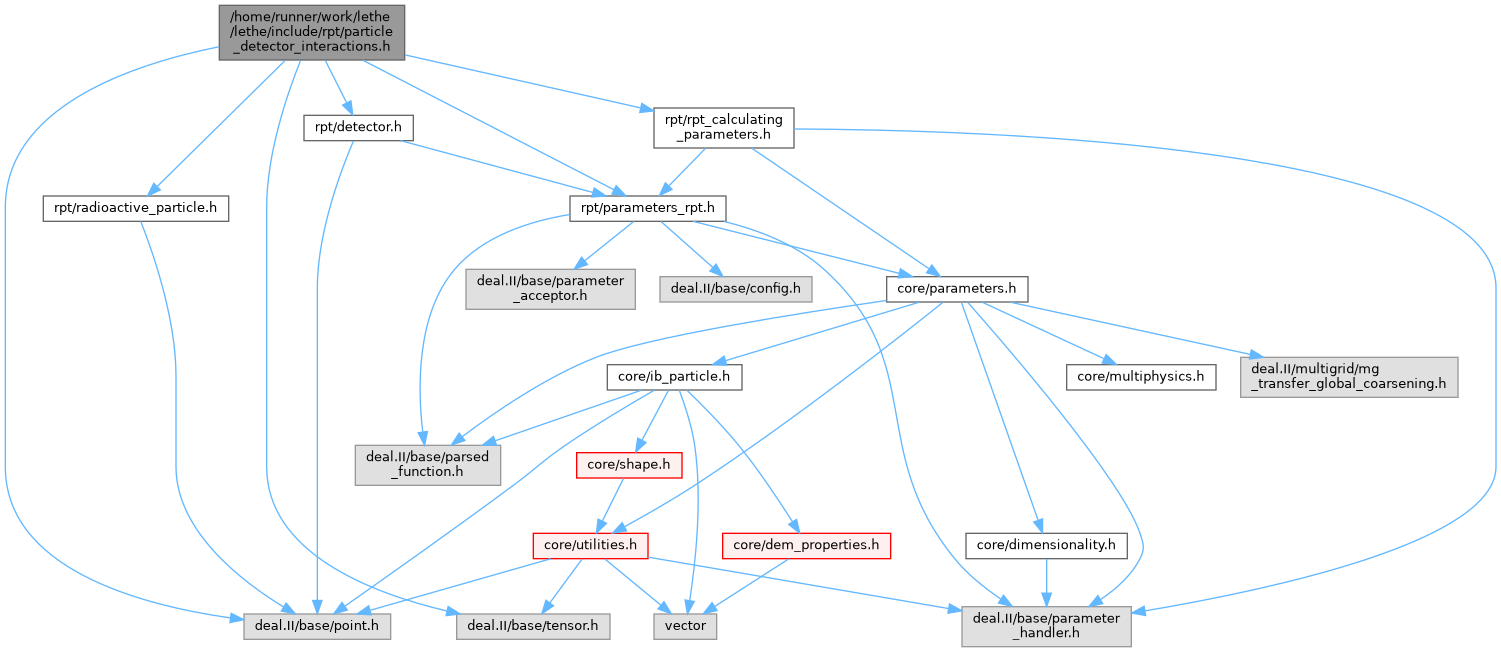 /home/runner/work/lethe
/lethe/include/rpt/particle
_detector_interactions.h
rpt/detector.h
rpt/rpt_calculating
_parameters.h
rpt/radioactive_particle.h
rpt/parameters_rpt.h
deal.II/base/parameter
_acceptor.h
deal.II/base/config.h
core/parameters.h
core/ib_particle.h
core/multiphysics.h
deal.II/multigrid/mg
_transfer_global_coarsening.h
deal.II/base/parsed
_function.h
core/shape.h
core/utilities.h
core/dem_properties.h
core/dimensionality.h
deal.II/base/point.h
deal.II/base/tensor.h
vector
deal.II/base/parameter
_handler.h